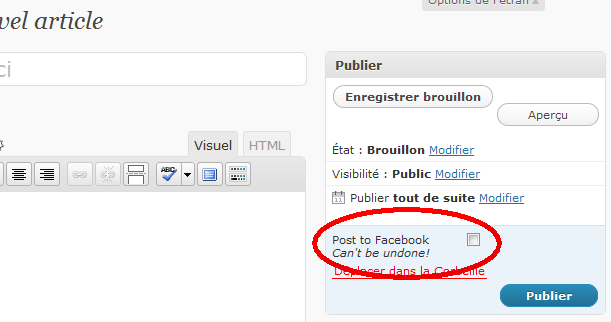 Options de l'écran
vel article
ci
Publier
Enregistrer brouillon
Aperçu
Visuel
HTML
État : Brouillon Modifier
Visibilité : Public Modifier
Publier tout de suite Modifier
Post to Facebook
Can't be undone!
Déplacer dans la Corbeille
Publier